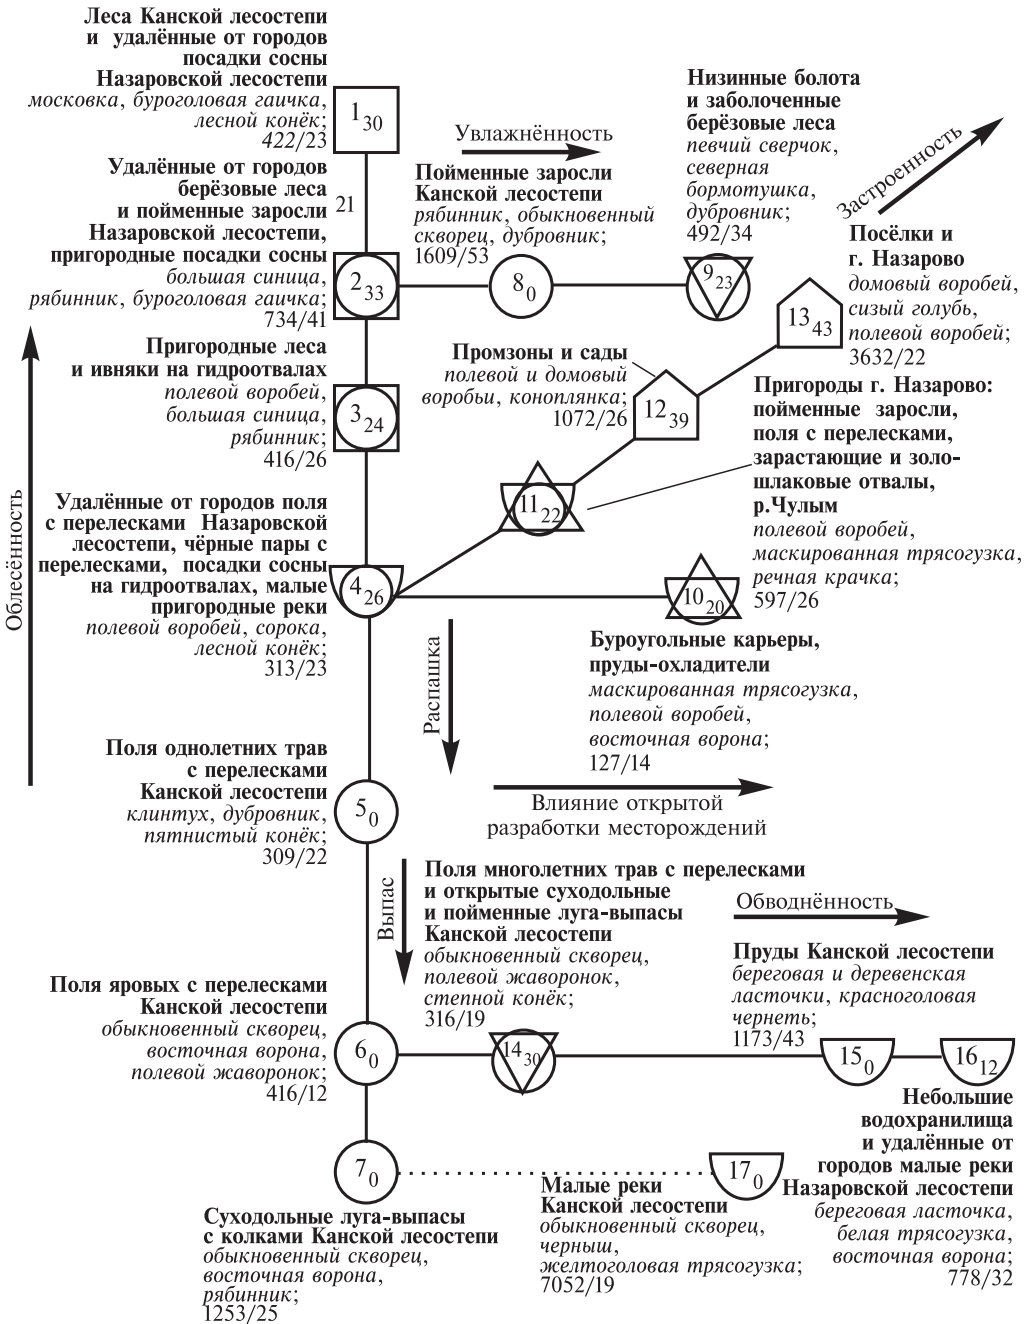 Леса Канской лесостепи
и удалённые от городов
посадки сосны
Назаровской лесостепи
московка, буроголовая гаичка,
лесной конёк;
422/23
1 30
Удалённые от городов
берёзовые леса
и пойменные заросли
Назаровской лесостепи,
пригородные посадки сосны
большая синица,
рябинник, буроголовая гаичка;
734/41
21
2 33
Увлажнённость
Пойменные заросли
Канской лесостепи
рябинник, обыкновенный
скворец, дубровник;
1609/53
8 0
Низинные болота
и заболоченные
берёзовые леса
певчий сверчок,
северная
бормотушка,
дубровник;
492/34
9 23
Застроенность
Посёлки и
г. Назарово
домовый воробей,
сизый голубь,
полевой воробей;
3632/22
13 43
Пригородные леса
и ивняки на гидроотвалах
полевой воробей,
большая синица,
рябинник;
416/26
3 24
Промзоны и сады
полевой и домовый
воробьи, коноплянка;
1072/26
12 39
Пригороды г. Назарово:
пойменные заросли,
поля с перелесками,
зарастающие и золо-
шлаковые отвалы,
р.Чулым
полевой воробей,
маскированная трясогузка,
речная крачка;
597/26
11 22
Облесённость
Удалённые от городов поля
с перелесками Назаровской
лесостепи, чёрные пары с
перелесками, посадки сосны
на гидроотвалах, малые
пригородные реки
полевой воробей, сорока,
лесной конёк;
313/23
4 26
10 20
Буроугольные карьеры,
пруды-охладители
маскированная трясогузка,
полевой воробей,
восточная ворона;
127/14
Распашка
Влияние открытой
разработки месторождений
Поля однолетних трав
с перелесками
Канской лесостепи
клинтух, дубровник,
пятнистый конёк;
309/22
5 0
Выпас
Поля многолетних трав с перелесками
и открытые суходольные
и пойменные луга-выпасы
Канской лесостепи
обыкновенный скворец,
полевой жаворонок,
степной конёк;
316/19
14 30
Обводнённость
Пруды Канской лесостепи
береговая и деревенская
ласточки, красноголовая
чернеть;
1173/43
15 0
16 12
Поля яровых с перелесками
Канской лесостепи
обыкновенный скворец,
восточная ворона,
полевой жаворонок;
416/12
6 0
Небольшие
водохранилища
и удалённые от
городов малые реки
Назаровской лесостепи
береговая ласточка,
белая трясогузка,
восточная ворона;
778/32
7 0
17 0
Суходольные луга-выпасы
с колками Канской лесостепи
обыкновенный скворец,
восточная ворона,
рябинник;
1253/25
Малые реки
Канской лесостепи
обыкновенный скворец,
черныш,
желтоголовая трясогузка;
7052/19